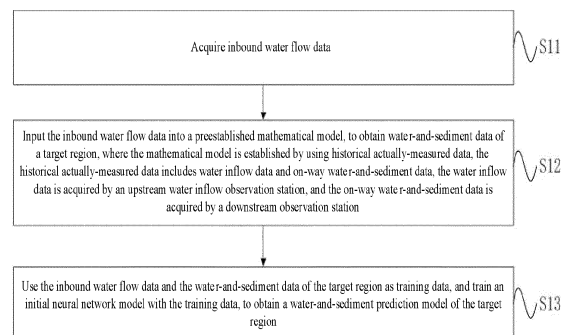 Acquire inbound water flow data
S11
Input the inbound water flow data into a preestablished mathematical model, to obtain water-and-sediment data of
a target region, where the mathematical model is established by using historical actually-measured data, the
historical actually-measured data includes water inflow data and on-way water-and-sediment data, the water inflow
data is acquired by an upstream water inflow observation station, and the on-way water-and-sediment data is
acquired by a downstream observation station
S12
Use the inbound water flow data and the water-and-sediment data of the target region as training data, and train an
initial neural network model with the training data, to obtain a water-and-sediment prediction model of the target
region
S13